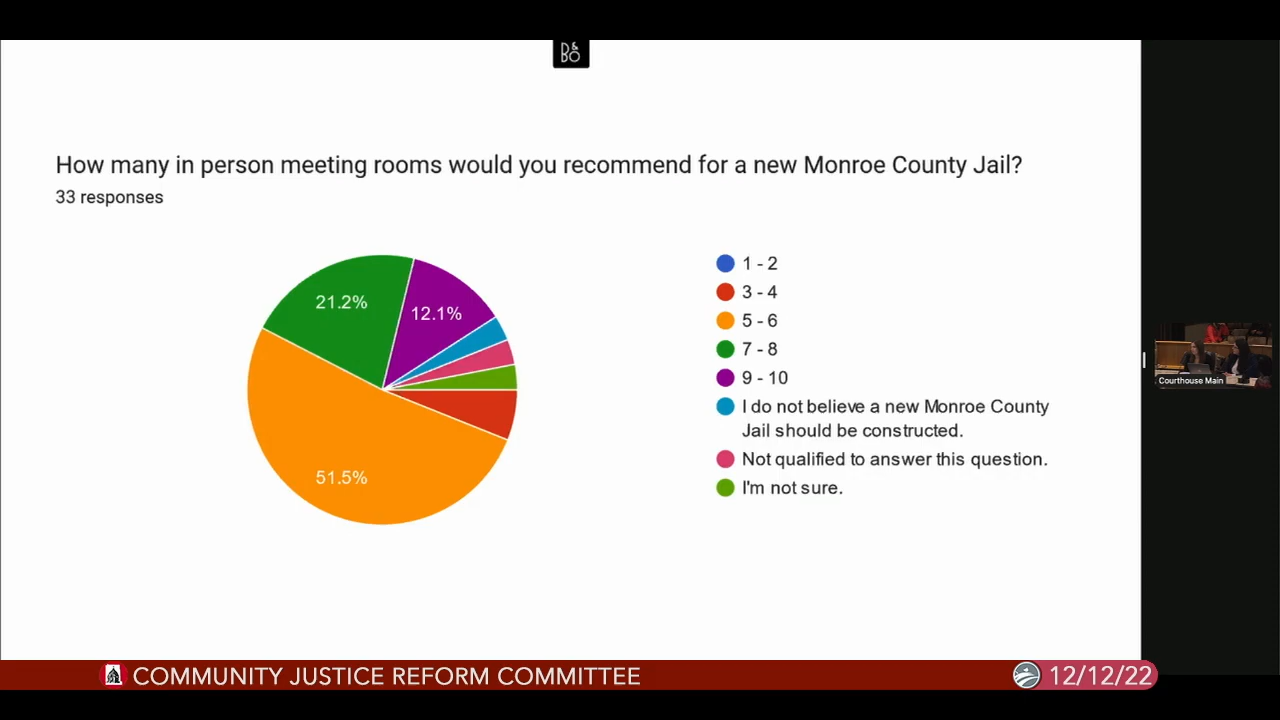 D&
BO
How many in person meeting rooms would you recommend for a new Monroe County Jail?
33 responses
21.2%
12.1%
51.5%
1 - 2
3 - 4
5 - 6
7 - 8
9 - 10
I do not believe a new Monroe County
Jail should be constructed.
Not qualified to answer this question.
I'm not sure.
Courthouse Main
COMMUNITY JUSTICE REFORM COMMITTEE
12/12/22